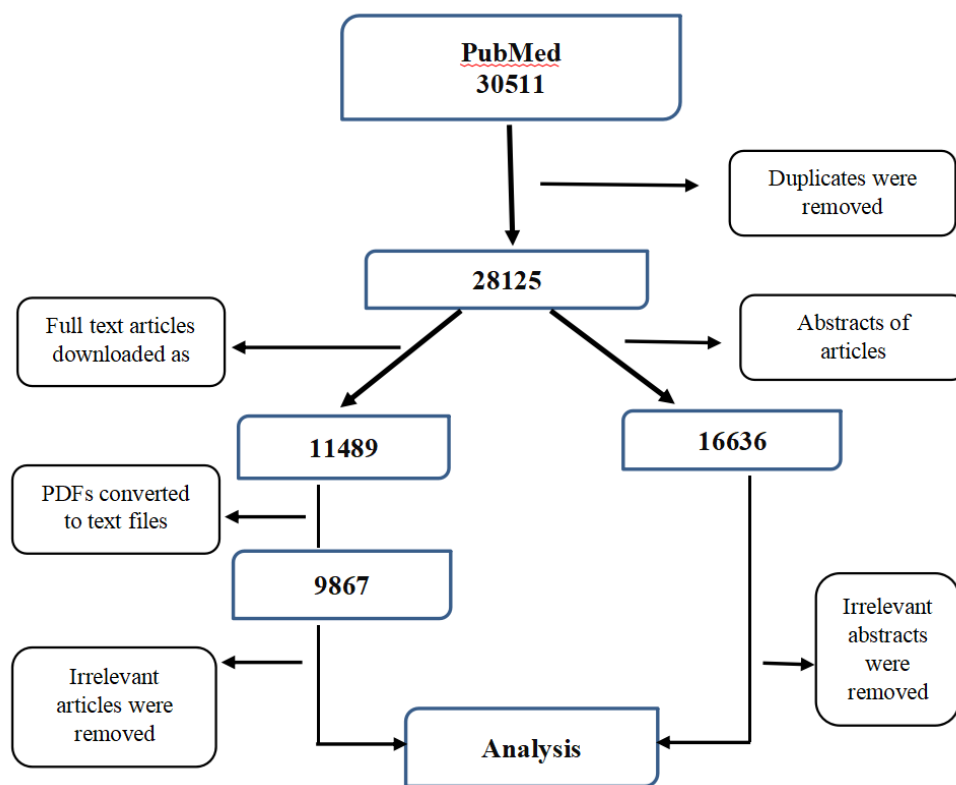 PubMed
30511
Duplicates were
removed
28125
Full text articles
downloaded as
Abstracts of
articles
11489
16636
PDFs converted
to text files
9867
Irrelevant
articles were
removed
Irrelevant
abstracts
were
removed
Analysis